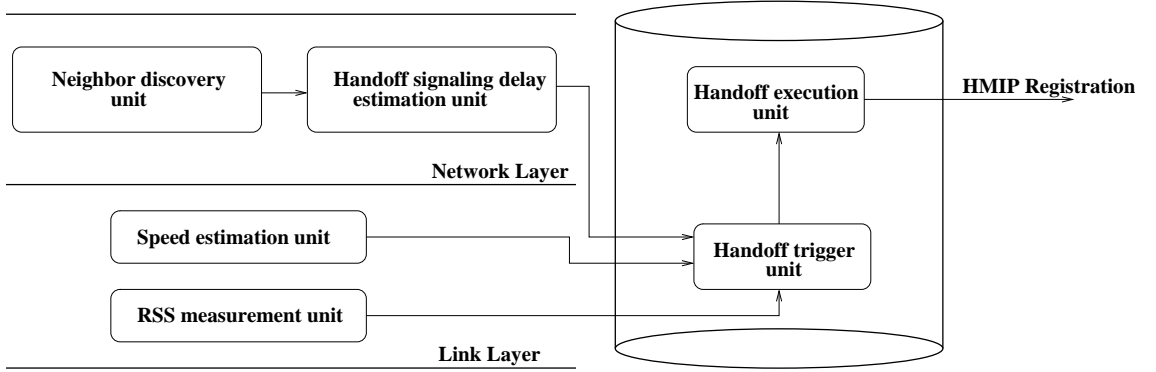 Neighbor discovery
unit
Handoff signaling delay
estimation unit
Handoff execution
unit
HMIP Registration
Network Layer
Speed estimation unit
Handoff trigger
unit
RSS measurement unit
Link Layer